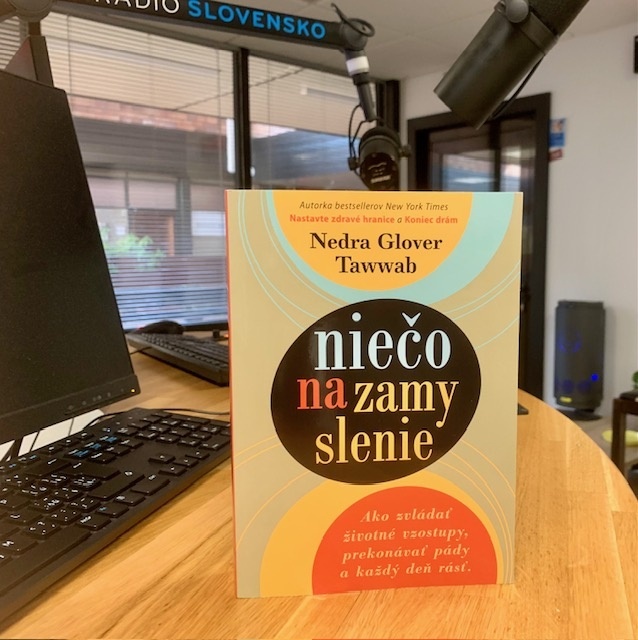 RADIO SLOVENSKO
Autorka bestsellerov New York Times
Nastavte zdravé hranice a Koniec drám
Nedra Glover
Tawwab
niečo
na zamy
slenie
Ako zvládať
životné vzostupy,
prekonávať pády
a každý deň rásť.